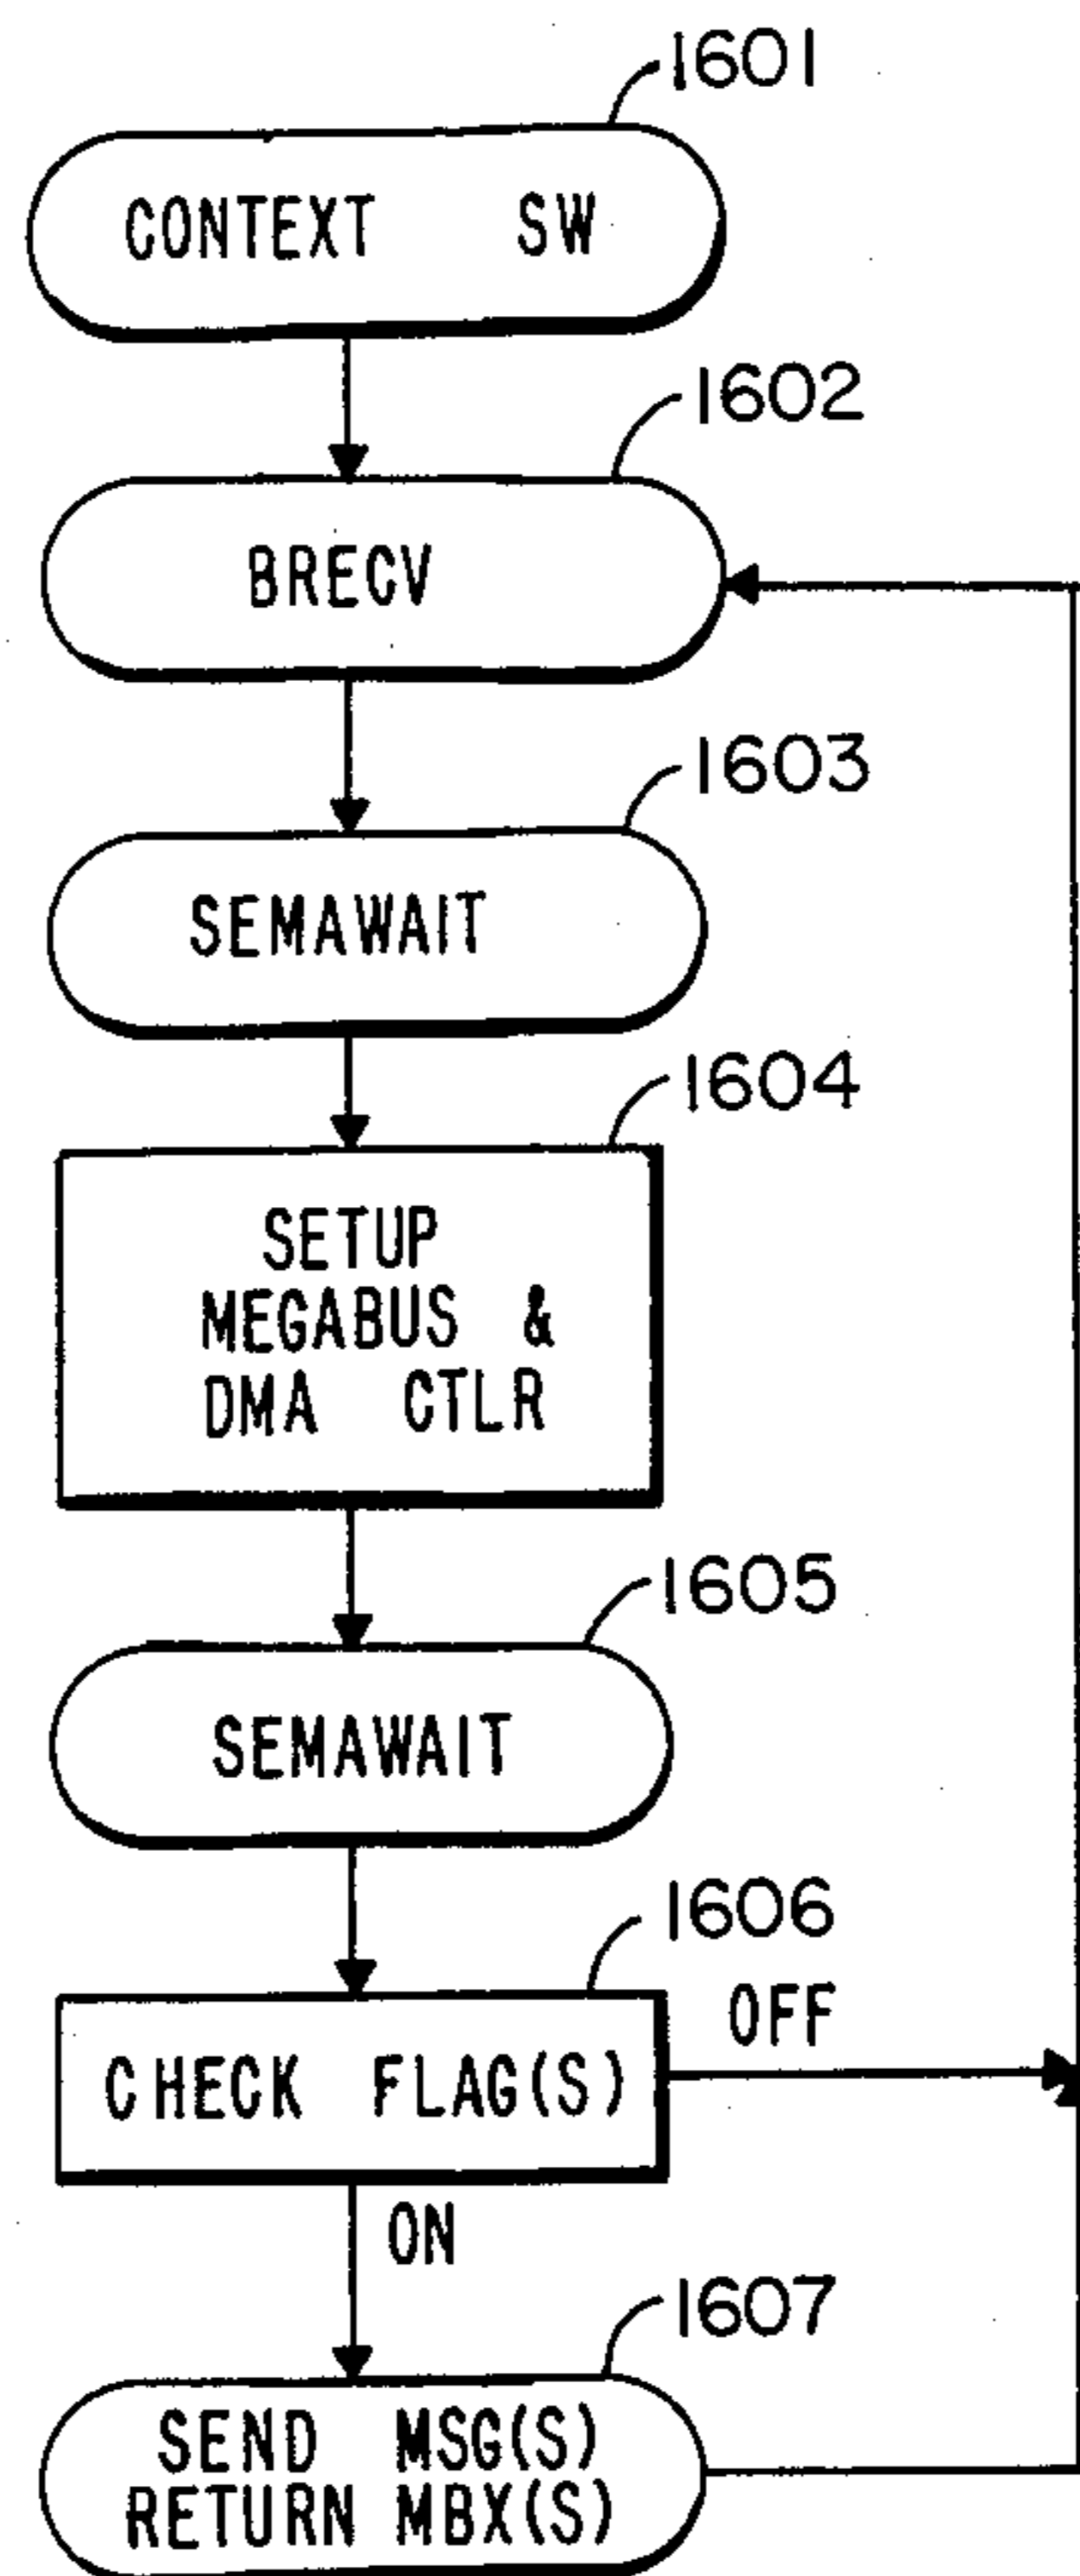 1601
CONTEXT SW
1602
BRECV
1603
SEMAWAIT
1604
SETUP
MEGABUS &
DMA CTLR
1605
SEMAWAIT
1606
OFF
CHECK FLAG(S)
ON
1607
SEND MSG(S)
RETURN MBX(S)